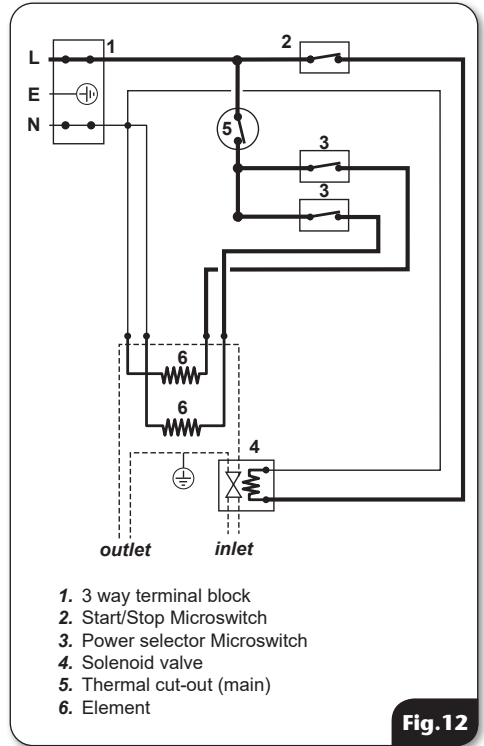 1
2
L
E
N
5
3
3
6
6
4
outlet inlet
1. 3 way terminal block
2. Start/Stop Microswitch
3. Power selector Microswitch
4. Solenoid valve
5. Thermal cut-out (main)
6. Element
Fig.12